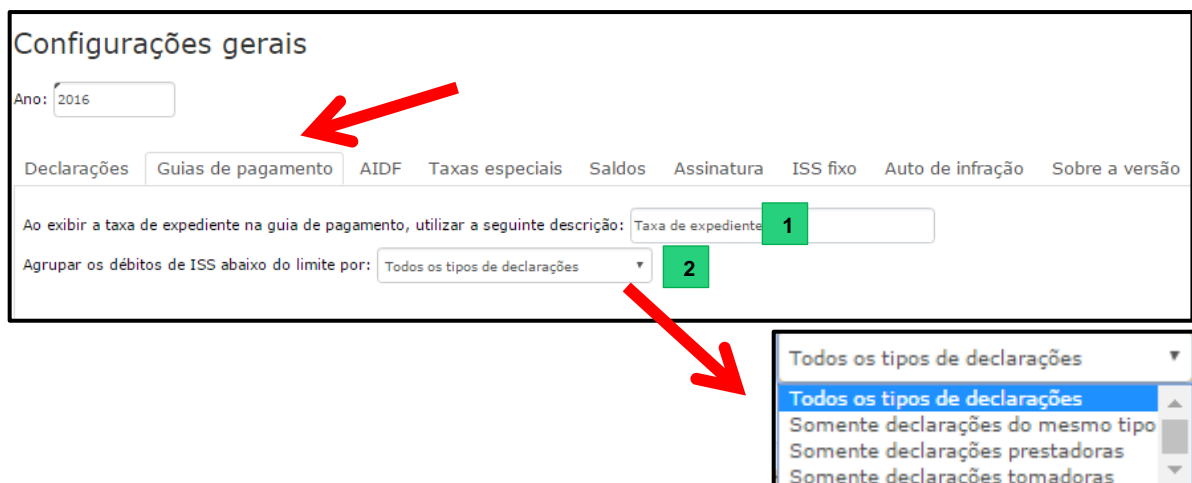 Configurações gerais
Ano: 2016
Declarações Guias de pagamento AIDF Taxas especiais Saldos Assinatura ISS fixo Auto de infração Sobre a versão
Ao exibir a taxa de expediente na guia de pagamento, utilizar a seguinte descrição: Taxa de expediente 1
Agrupar os débitos de ISS abaixo do limite por: Todos os tipos de declarações 2
Todos os tipos de declarações
Todos os tipos de declarações
Somente declarações do mesmo tipo
Somente declarações prestadoras
Somente declarações tomadoras